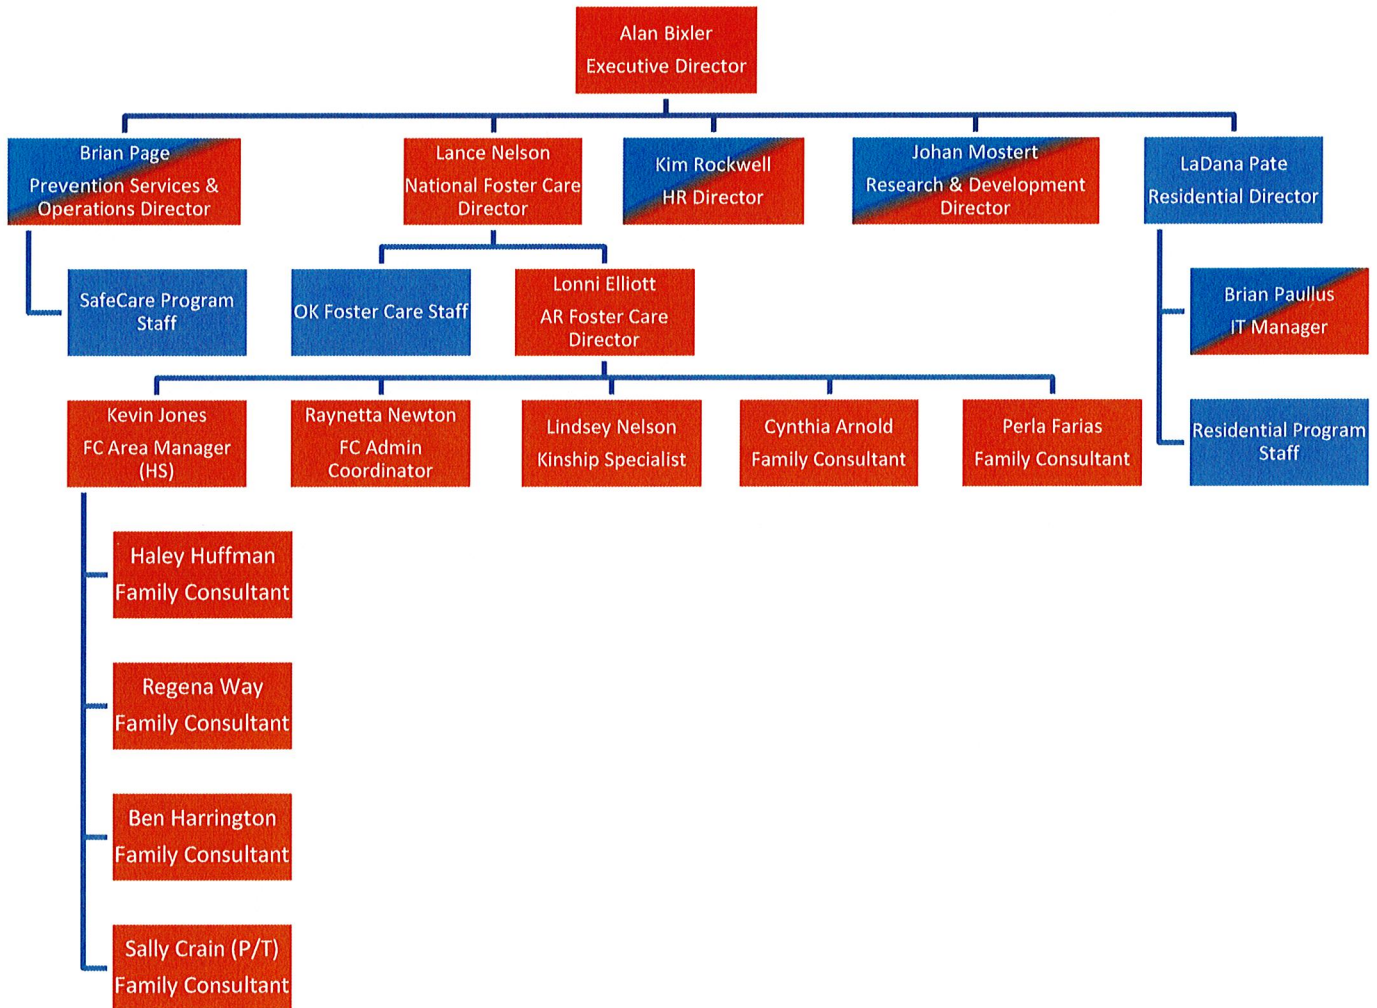 Alan Bixler
Executive Director
Brian Page
Prevention Services &
Operations Director
Lance Nelson
National Foster Care
Director
Kim Rockwell
HR Director
Johan Mostert
Research & Development
Director
LaDana Pate
Residential Director
SafeCare Program
Staff
OK Foster Care Staff
Lonni Elliott
AR Foster Care
Director
Brian Paullus
IT Manager
Kevin Jones
FC Area Manager
(HS)
Raynetta Newton
FC Admin
Coordinator
Lindsey Nelson
Kinship Specialist
Cynthia Arnold
Family Consultant
Perla Farias
Family Consultant
Residential Program
Staff
Haley Huffman
Family Consultant
Regena Way
Family Consultant
Ben Harrington
Family Consultant
Sally Crain (P/T)
Family Consultant